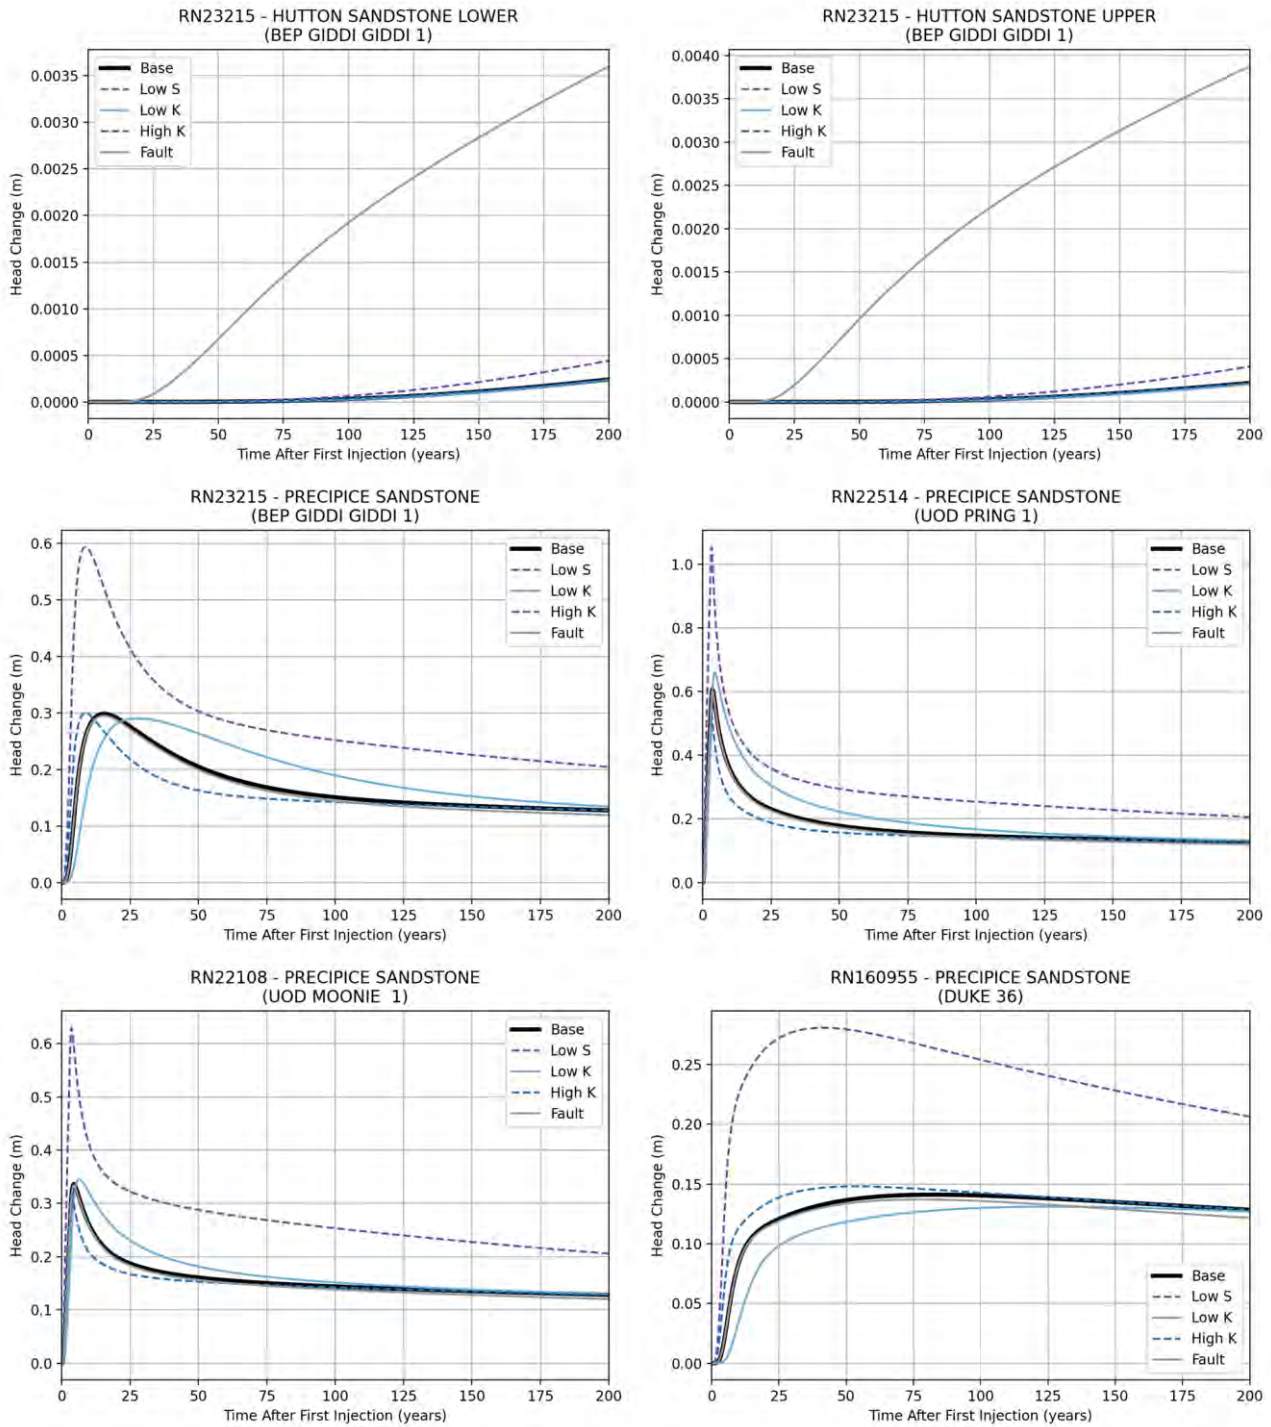 RN23215 - HUTTON SANDSTONE LOWER
(BEP GIDDI GIDDI 1)
Head Change (m)
0.0035
0.0030
0.0025
0.0020
0.0015
0.0010
0.0005
0.0000
Base
Low S
Low K
High K
Fault
0 25 50 75 100 125 150 175 200
Time After First Injection (years)
RN23215 - HUTTON SANDSTONE UPPER
(BEP GIDDI GIDDI 1)
Head Change (m)
0.0040
0.0035
0.0030
0.0025
0.0020
0.0015
0.0010
0.0005
0.0000
Base
Low S
Low K
High K
Fault
0 25 50 75 100 125 150 175 200
Time After First Injection (years)
RN23215 - PRECIPICE SANDSTONE
(BEP GIDDI GIDDI 1)
Head Change (m)
0.6
0.5
0.4
0.3
0.2
0.1
0.0
Base
Low S
Low K
High K
Fault
0 25 50 75 100 125 150 175 200
Time After First Injection (years)
RN22514 - PRECIPICE SANDSTONE
(UOD PRING 1)
Head Change (m)
1.0
0.8
0.6
0.4
0.2
0.0
Base
Low S
Low K
High K
Fault
0 25 50 75 100 125 150 175 200
Time After First Injection (years)
RN22108 - PRECIPICE SANDSTONE
(UOD MOONIE 1)
Head Change (m)
0.6
0.5
0.4
0.3
0.2
0.1
0.0
Base
Low S
Low K
High K
Fault
0 25 50 75 100 125 150 175 200
Time After First Injection (years)
RN160955 - PRECIPICE SANDSTONE
(DUKE 36)
Head Change (m)
0.25
0.20
0.15
0.10
0.05
0.00
Base
Low S
Low K
High K
Fault
0 25 50 75 100 125 150 175 200
Time After First Injection (years)